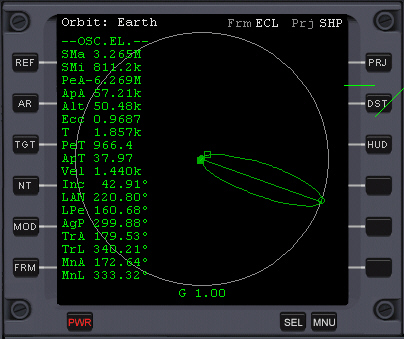 Orbit: Earth Frm ECL Prj SHP
--OSC.EL.--
SMa 3.265M
SMi 811.2k
PeA-6.269M
ApA 57.21k
Alt 50.48k
Ecc 0.9687
T 1.857k
PeT 966.4
ApT 37.97
Vel 1.440k
Inc 42.91°
LAN 220.80°
LPe 160.68°
AgP 299.88°
TrA 179.53°
TrL 340.21°
MnA 172.64°
MnL 333.32°
G 1.00
REF
AR
TGT
NT
MOD
FRM
PRJ
DST
HUD
PWR
SEL
MNU